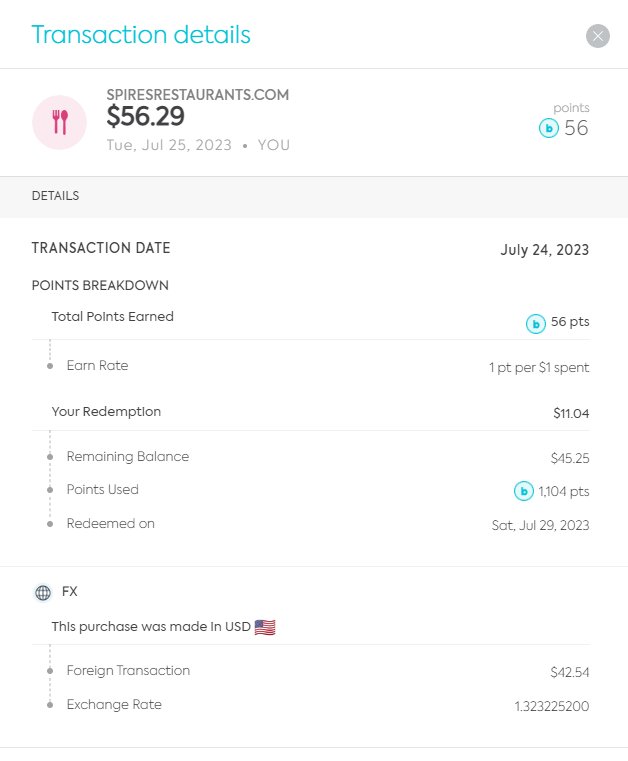 Transaction details
SPIRESRESTAURANTS.COM
$56.29
Tue, Jul 25, 2023 • YOU
points
b 56
DETAILS
TRANSACTION DATE July 24, 2023
POINTS BREAKDOWN
Total Points Earned b 56 pts
Earn Rate 1 pt per $1 spent
Your Redemption $11.04
Remaining Balance $45.25
Points Used b 1,104 pts
Redeemed on Sat, Jul 29, 2023
FX
This purchase was made in USD
Foreign Transaction $42.54
Exchange Rate 1.323225200